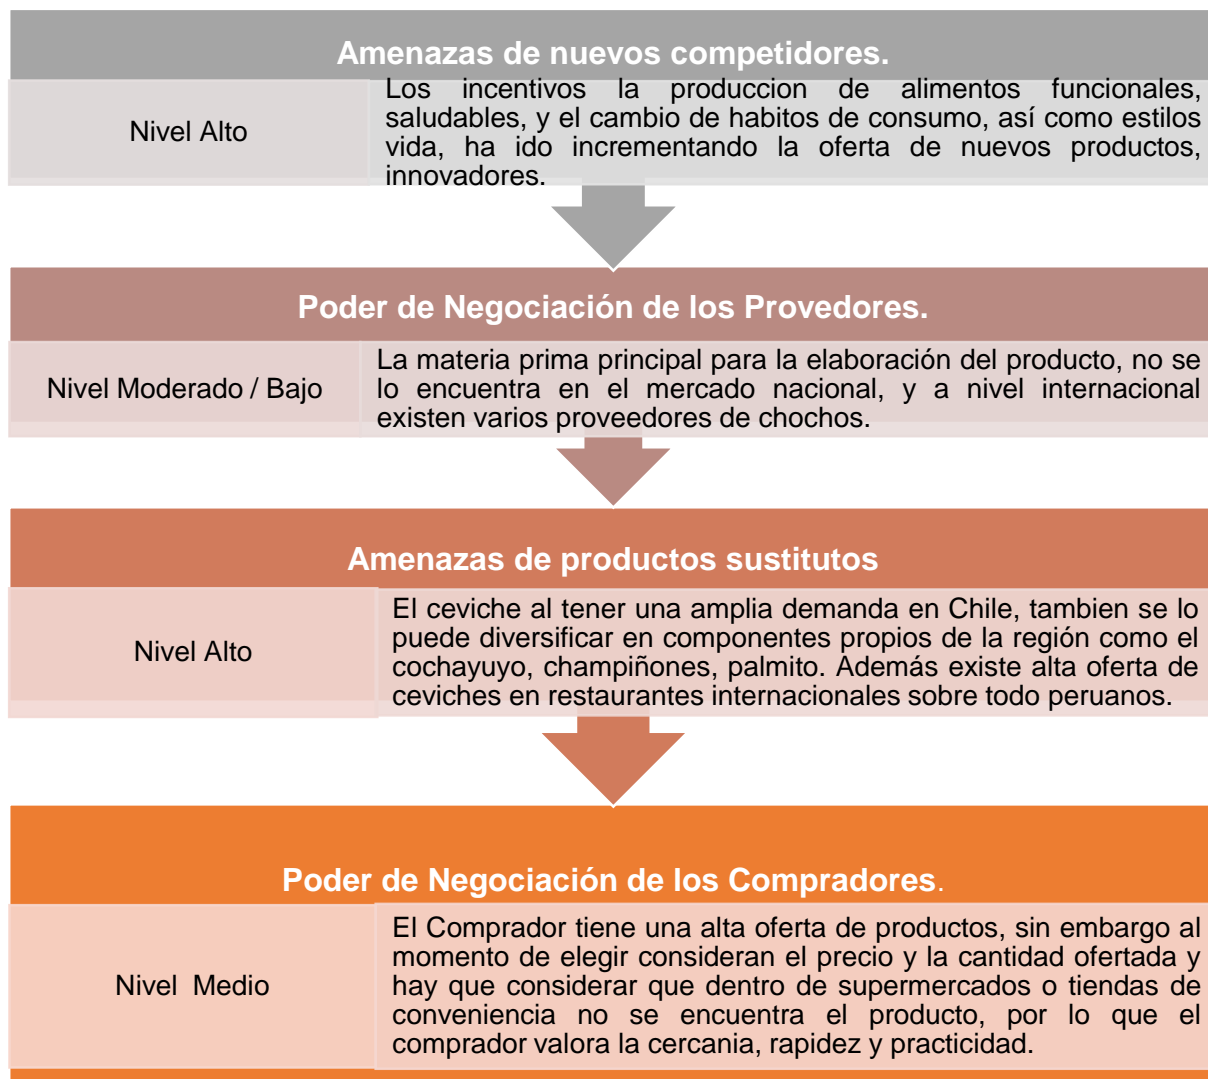 Amenazas de nuevos competidores.
Nivel Alto
Los incentivos la produccion de alimentos funcionales,
saludables, y el cambio de habitos de consumo, así como estilos
vida, ha ido incrementando la oferta de nuevos productos,
innovadores.
Poder de Negociación de los Provedores.
Nivel Moderado / Bajo
La materia prima principal para la elaboración del producto, no se
lo encuentra en el mercado nacional, y a nivel internacional
existen varios proveedores de chochos.
Amenazas de productos sustitutos
Nivel Alto
El ceviche al tener una amplia demanda en Chile, tambien se lo
puede diversificar en componentes propios de la región como el
cochayuyo, champiñones, palmito. Además existe alta oferta de
ceviches en restaurantes internacionales sobre todo peruanos.
Poder de Negociación de los Compradores.
Nivel Medio
El Comprador tiene una alta oferta de productos, sin embargo al
momento de elegir consideran el precio y la cantidad ofertada y
hay que considerar que dentro de supermercados o tiendas de
conveniencia no se encuentra el producto, por lo que el
comprador valora la cercania, rapidez y practicidad.